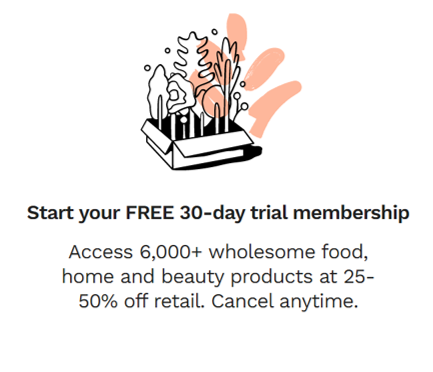 Start your FREE 30-day trial membership
Access 6,000+ wholesome food,
home and beauty products at 25-
50% off retail. Cancel anytime.